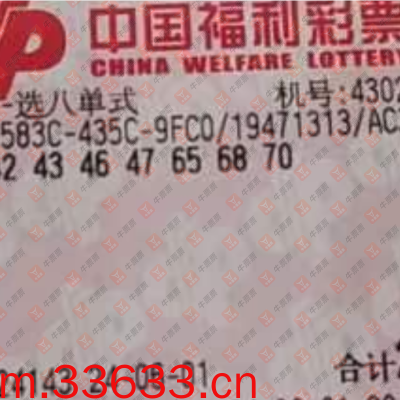 中国福利彩票
CHINA WELFARE LOTTERY
-选八单式 机号:4302
583C-435C-9FC0/19471313/AC
2 43 46 47 65 68 70
合计
m.33633.cn